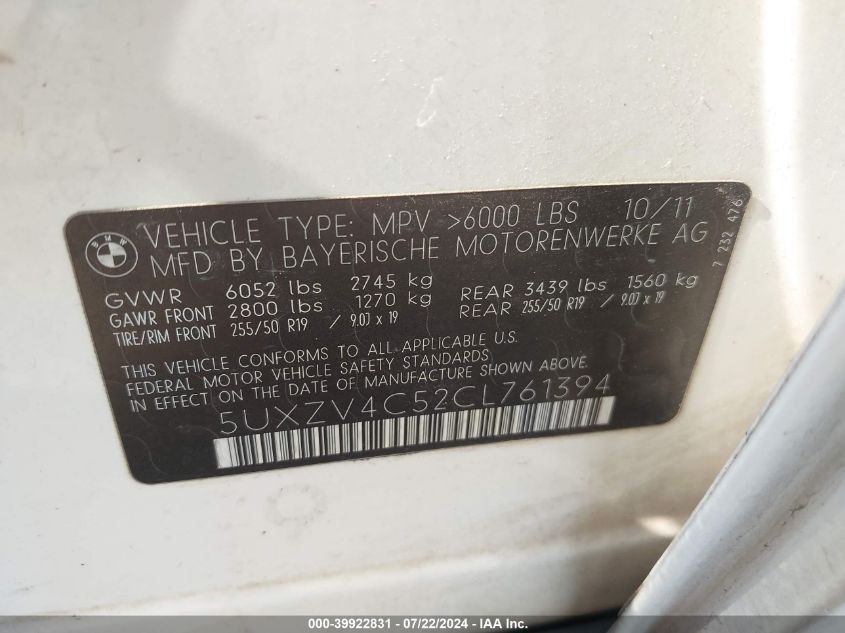 BMW
VEHICLE TYPE: MPV >6000 LBS 10/11
MFD BY BAYERISCHE MOTORENWERKE AG
7 232 476
GVWR 6052 lbs 2745 kg
GAWR FRONT 2800 lbs 1270 kg REAR 3439 lbs 1560 kg
TIRE/RIM FRONT 255/50 R19 / 9.0J x 19 REAR 255/50 R19 / 9.0J x 19
THIS VEHICLE CONFORMS TO ALL APPLICABLE U.S.
FEDERAL MOTOR VEHICLE SAFETY STANDARDS
IN EFFECT ON THE DATE OF MANUFACTURE SHOWN ABOVE.
5UXZV4C52CL761394
000-39922831 - 07/22/2024 - IAA Inc.